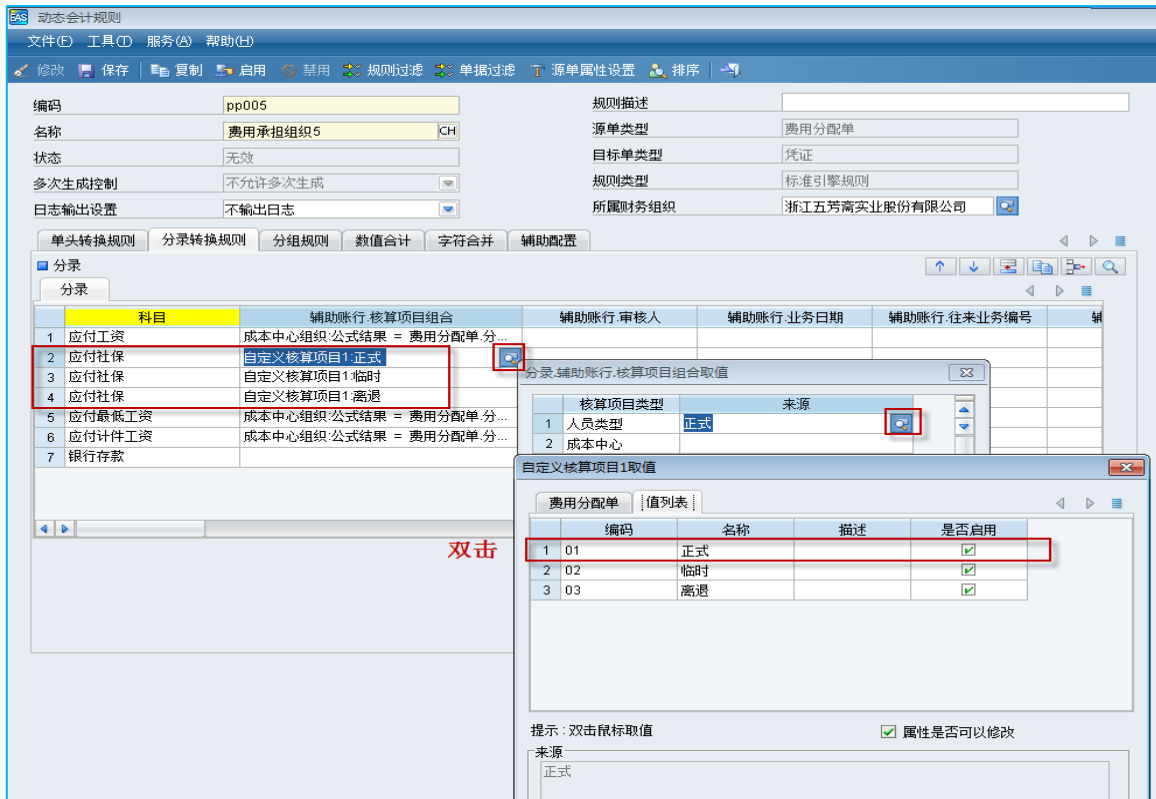 EAS 动态会计规则
文件(F) 工具(T) 服务(A) 帮助(H)
修改 保存 复制 启用 禁用 规则过滤 单据过滤 源单属性设置 排序
编码 pp005 规则描述
名称 费用承担组织5 CH 源单类型 费用分配单
状态 无效 目标单类型 凭证
多次生成控制 不允许多次生成 规则类型 标准引擎规则
日志输出设置 不输出日志 所属财务组织 浙江五芳斋实业股份有限公司
单头转换规则 分录转换规则 分组规则 数值合计 字符合并 辅助配置
分录
分录
科目 辅助账行.核算项目组合 辅助账行.审核人 辅助账行.业务日期 辅助账行.往来业务编号
1 应付工资 成本中心组织:公式结果 = 费用分配单.分...
2 应付社保 自定义核算项目1:正式
3 应付社保 自定义核算项目1:临时
4 应付社保 自定义核算项目1:离退
5 应付最低工资 成本中心组织:公式结果 = 费用分配单.分...
6 应付计件工资 成本中心组织:公式结果 = 费用分配单.分...
7 银行存款
双击
分录.辅助账行.核算项目组合取值
核算项目类型 来源
1 人员类型 正式
2 成本中心
自定义核算项目1取值
费用分配单 值列表
编码 名称 描述 是否启用
1 01 正式
2 02 临时
3 03 离退
提示：双击鼠标取值 属性是否可以修改
来源
正式